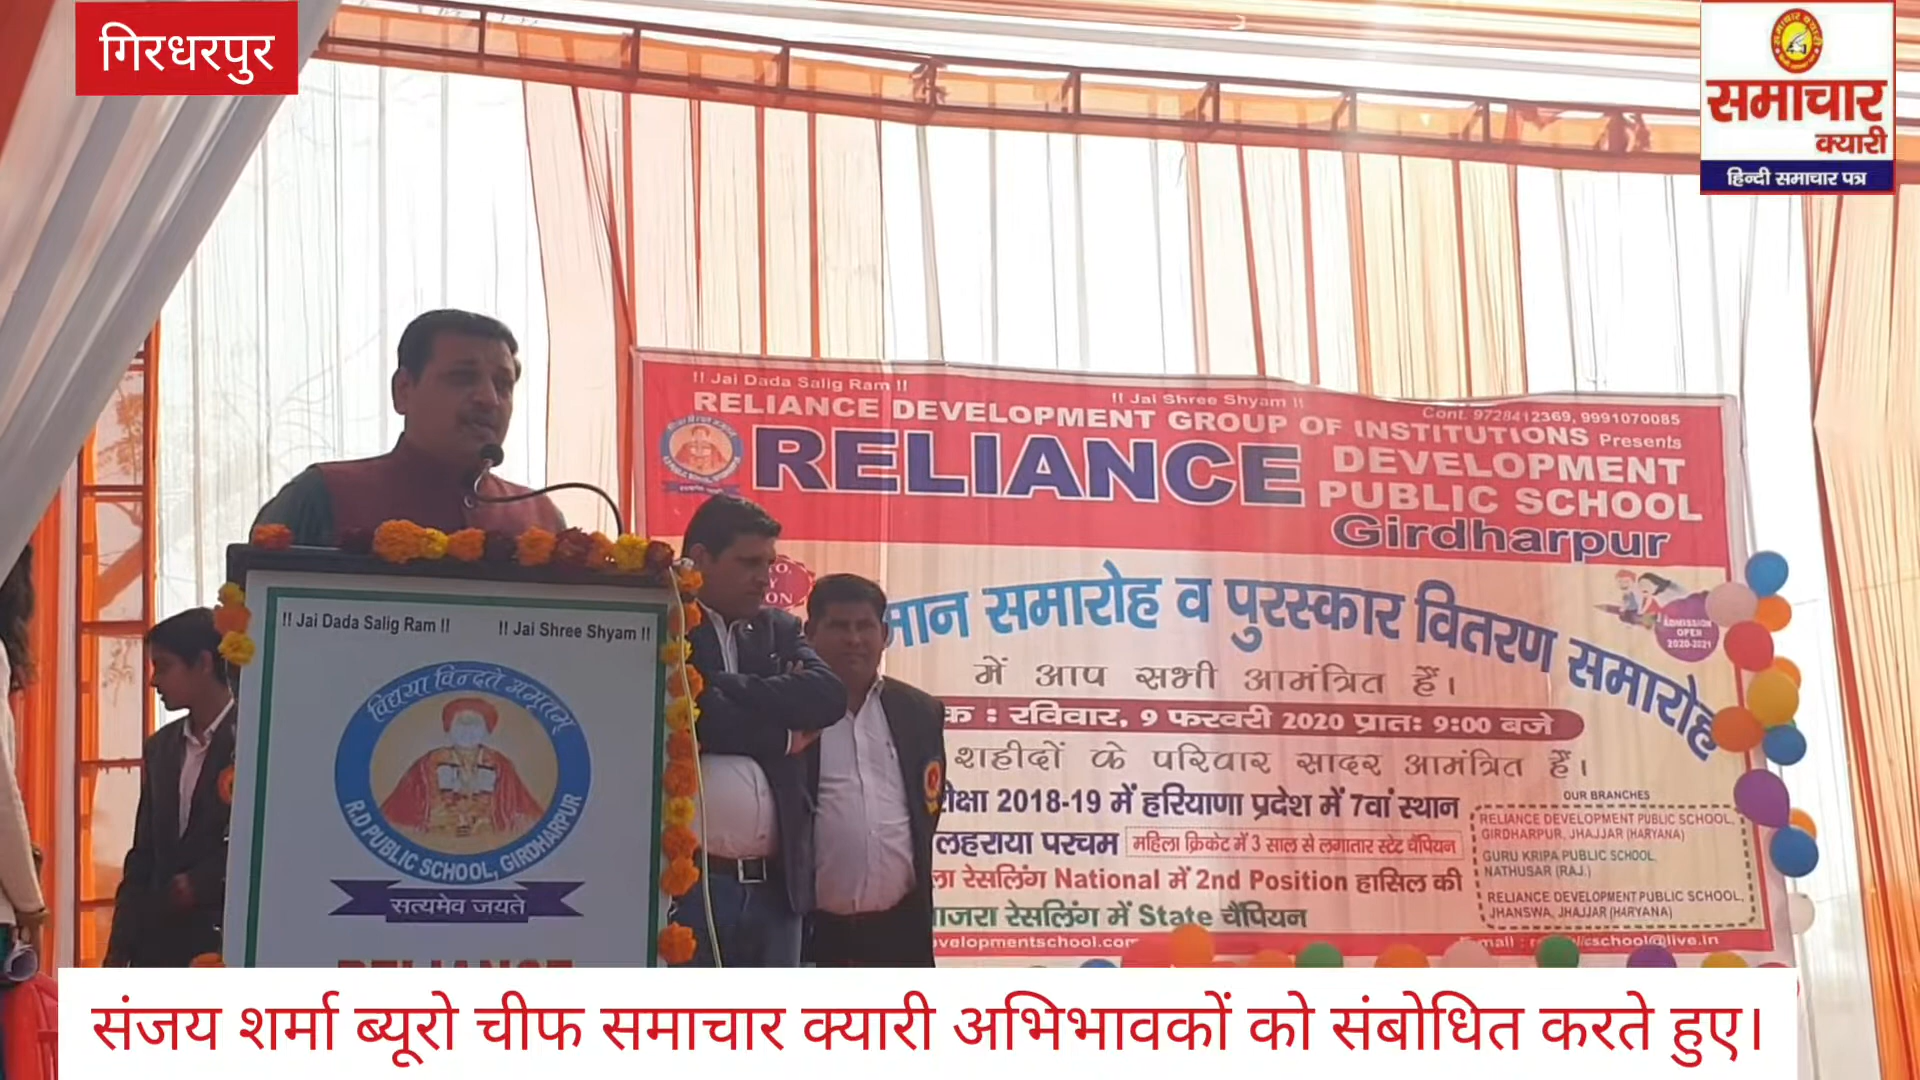 गिरधरपुर
समाचार
क्यारी
हिन्दी समाचार पत्र
!! Jai Dada Salig Ram !!
!! Jai Shree Shyam !!
Cont. 9728412369, 9991070085
RELIANCE DEVELOPMENT GROUP OF INSTITUTIONS Presents
RELIANCE DEVELOPMENT
PUBLIC SCHOOL
Girdharpur
मान समारोह व पुरस्कार वितरण समारोह
ADMISSION
OPEN
2020-2021
में आप सभी आमंत्रित हैं।
क : रविवार, 9 फरवरी 2020 प्रातः 9:00 बजे
शहीदों के परिवार सादर आमंत्रित हैं।
2018-19 में हरियाणा प्रदेश में 7वां स्थान
लहराया परचम महिला क्रिकेट में 3 साल से लगातार स्टेट चैंपियन
ला रेसलिंग National में 2nd Position हासिल की
रेसलिंग में State चैंपियन
OUR BRANCHES
RELIANCE DEVELOPMENT PUBLIC SCHOOL,
GIRDHARPUR, JHAJJAR (HARYANA)
GURU KRIPA PUBLIC SCHOOL,
NATHUSAR (RAJ.)
RELIANCE DEVELOPMENT PUBLIC SCHOOL,
JHANSWA, JHAJJAR (HARYANA)
velopmentschool.com
!! Jai Dada Salig Ram !! !! Jai Shree Shyam !!
विद्यया विन्दते अमृतम्
R.D PUBLIC SCHOOL, GIRDHARPUR
सत्यमेव जयते
RELIANCE
संजय शर्मा ब्यूरो चीफ समाचार क्यारी अभिभावकों को संबोधित करते हुए।